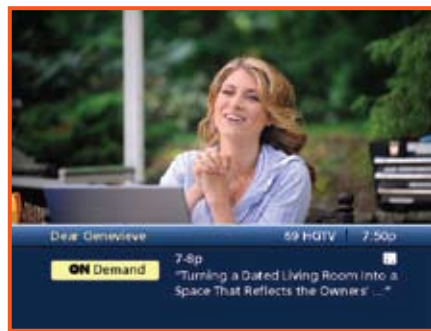 Dear Genevieve 69 HGTV 7:50p
ON Demand
7-8p
"Turning a Dated Living Room Into a
Space That Reflects the Owners' ..."